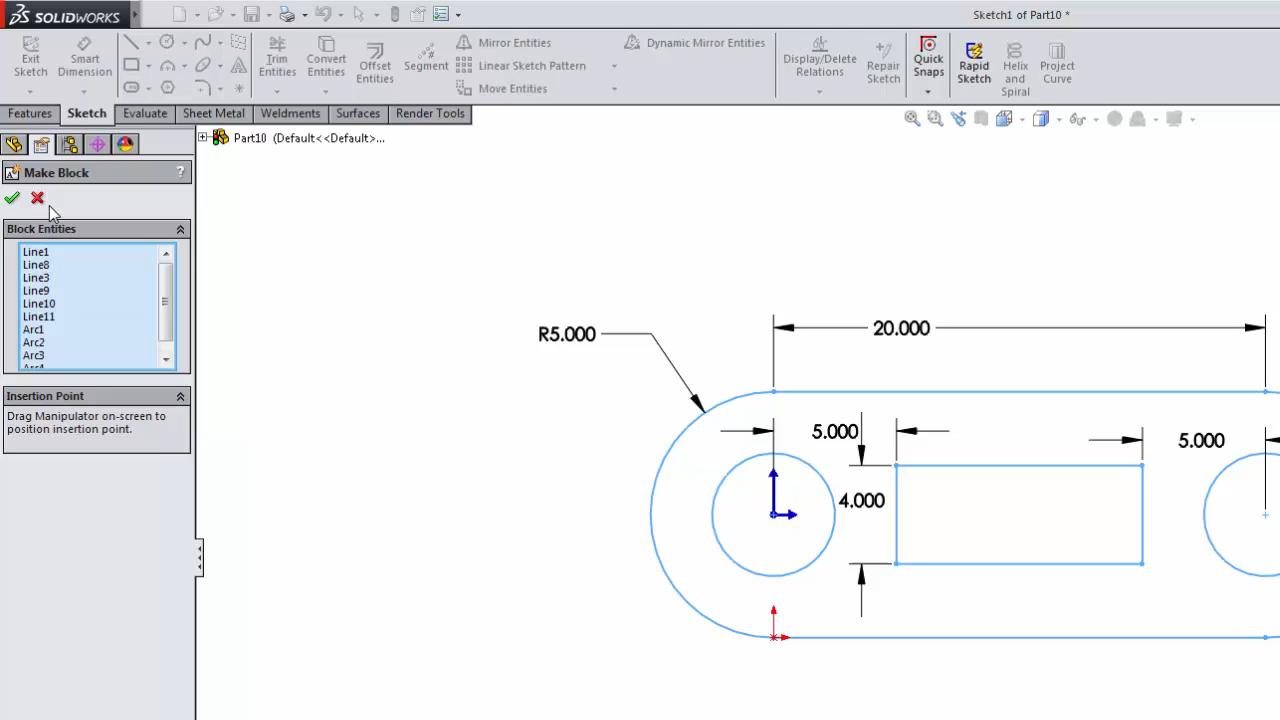 SOLIDWORKS
Sketch1 of Part10 *
Exit Sketch
Smart Dimension
Trim Entities
Convert Entities
Offset Entities
Segment
Mirror Entities
Linear Sketch Pattern
Move Entities
Dynamic Mirror Entities
Display/Delete Relations
Repair Sketch
Quick Snaps
Rapid Sketch
Helix and Spiral
Project Curve
Features
Sketch
Evaluate
Sheet Metal
Weldments
Surfaces
Render Tools
Part10 (Default<<Default>...
Make Block
?
Block Entities
Line1
Line8
Line3
Line9
Line10
Line11
Arc1
Arc2
Arc3
Arc4
Insertion Point
Drag Manipulator on-screen to
position insertion point.
R5.000
20.000
5.000
5.000
4.000